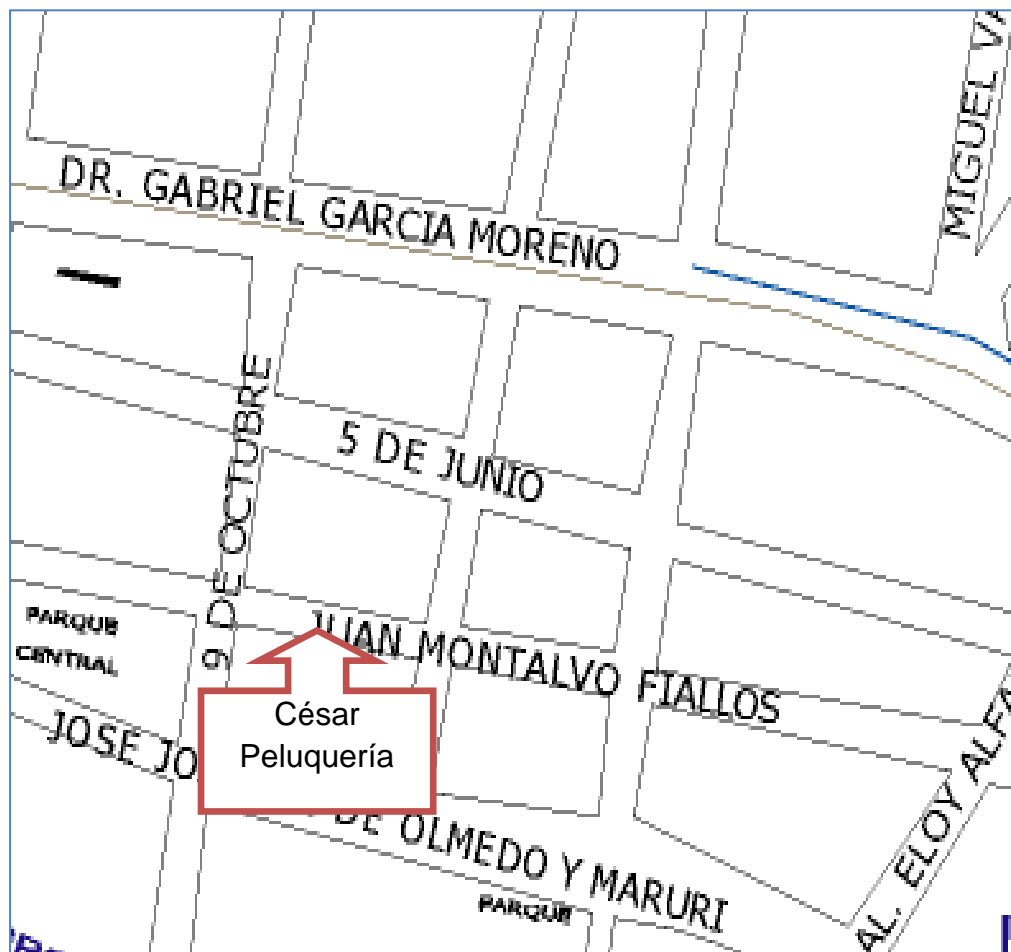 MIGUEL
DR. GABRIEL GARCIA MORENO
9 DE OCTUBRE
5 DE JUNIO
PARQUE
CENTRAL
JUAN MONTALVO FIALLOS
César
Peluquería
JOSE
DE OLMEDO Y MARURI
AL. ELOY ALFA
PARQUE